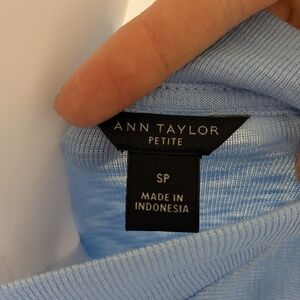 ANN TAYLOR
PETITE
SP
MADE IN
INDONESIA